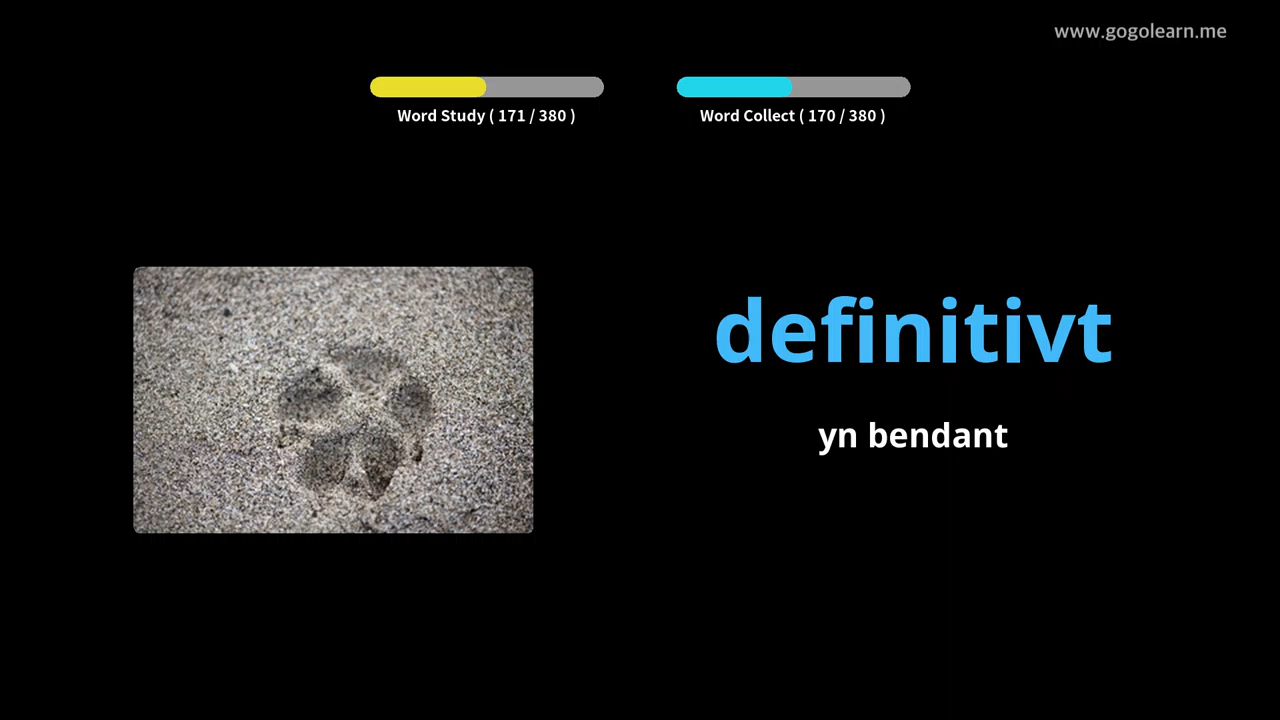 www.gogolearn.me
Word Study ( 171 / 380 )
Word Collect ( 170 / 380 )
definitivt
yn bendant